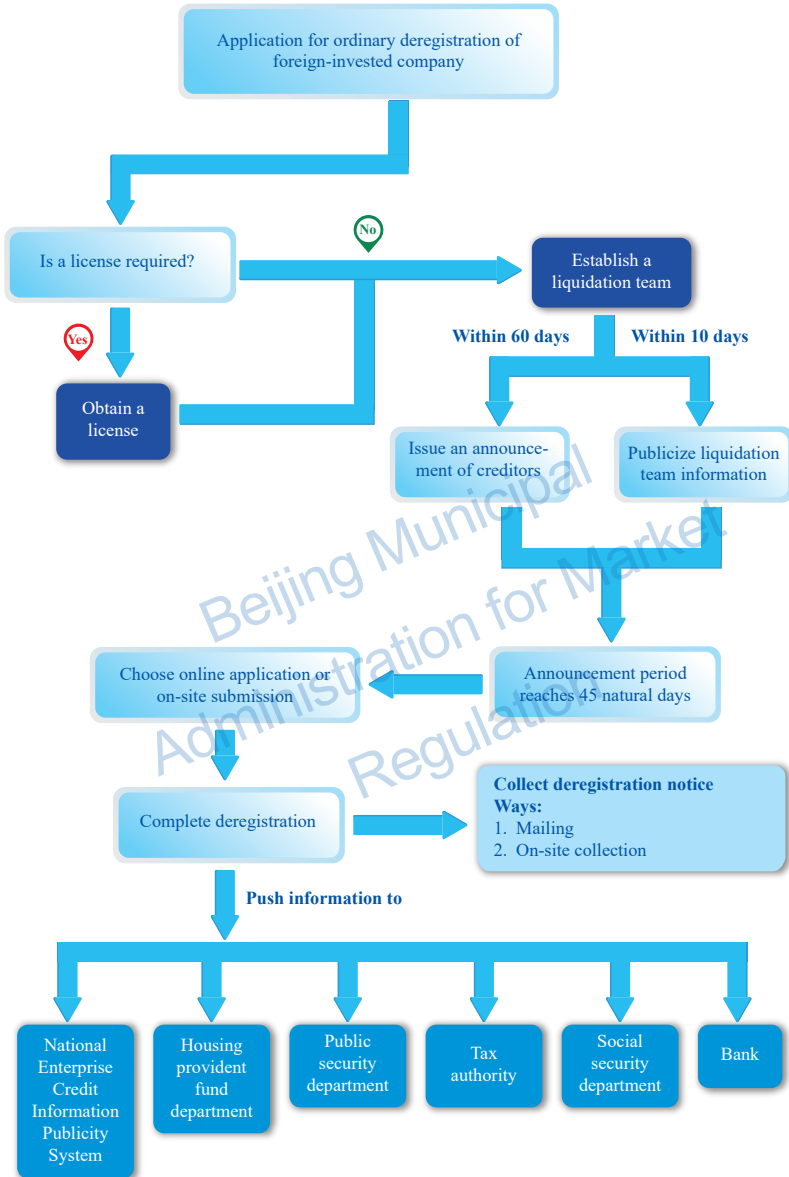 Application for ordinary deregistration of
foreign-invested company
No
Is a license required?
Establish a
liquidation team
Yes
Within 60 days
Within 10 days
Obtain a
license
Issue an announce-
ment of creditors
Publicize liquidation
team information
Beijing Municipal
Administration for Market
Regulation
Choose online application or
on-site submission
Announcement period
reaches 45 natural days
Complete deregistration
Collect deregistration notice
Ways:
1. Mailing
2. On-site collection
Push information to
National
Enterprise
Credit
Information
Publicity
System
Housing
provident
fund
department
Public
security
department
Tax
authority
Social
security
department
Bank